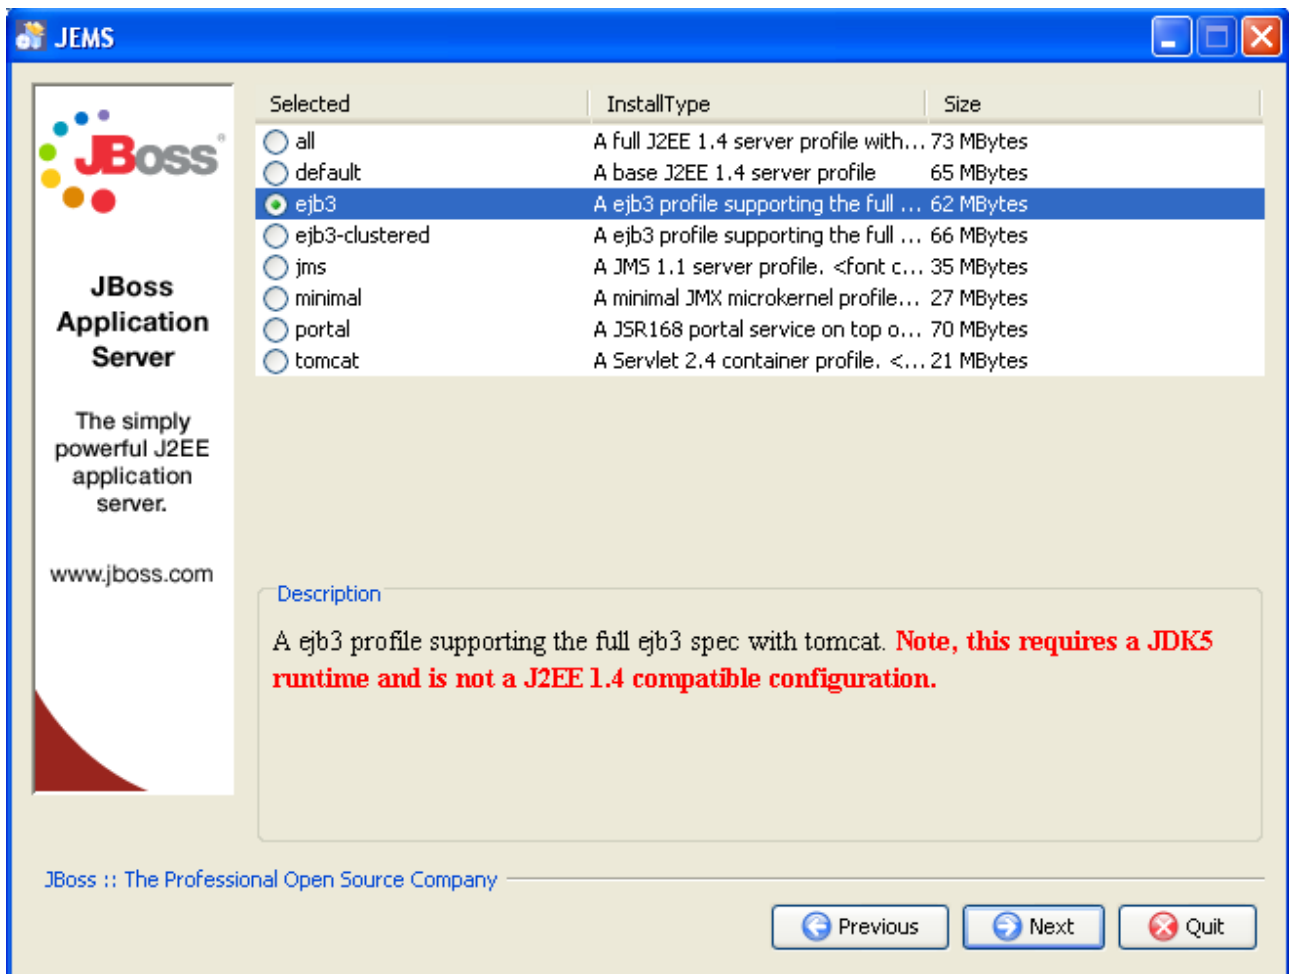 JEMS
JBoss®
JBoss
Application
Server
The simply
powerful J2EE
application
server.
www.jboss.com
Selected InstallType Size
all A full J2EE 1.4 server profile with... 73 MBytes
default A base J2EE 1.4 server profile 65 MBytes
ejb3 A ejb3 profile supporting the full ... 62 MBytes
ejb3-clustered A ejb3 profile supporting the full ... 66 MBytes
jms A JMS 1.1 server profile. <font c... 35 MBytes
minimal A minimal JMX microkernel profile... 27 MBytes
portal A JSR168 portal service on top o... 70 MBytes
tomcat A Servlet 2.4 container profile. <... 21 MBytes
Description
A ejb3 profile supporting the full ejb3 spec with tomcat. Note, this requires a JDK5
runtime and is not a J2EE 1.4 compatible configuration.
JBoss :: The Professional Open Source Company
Previous Next Quit